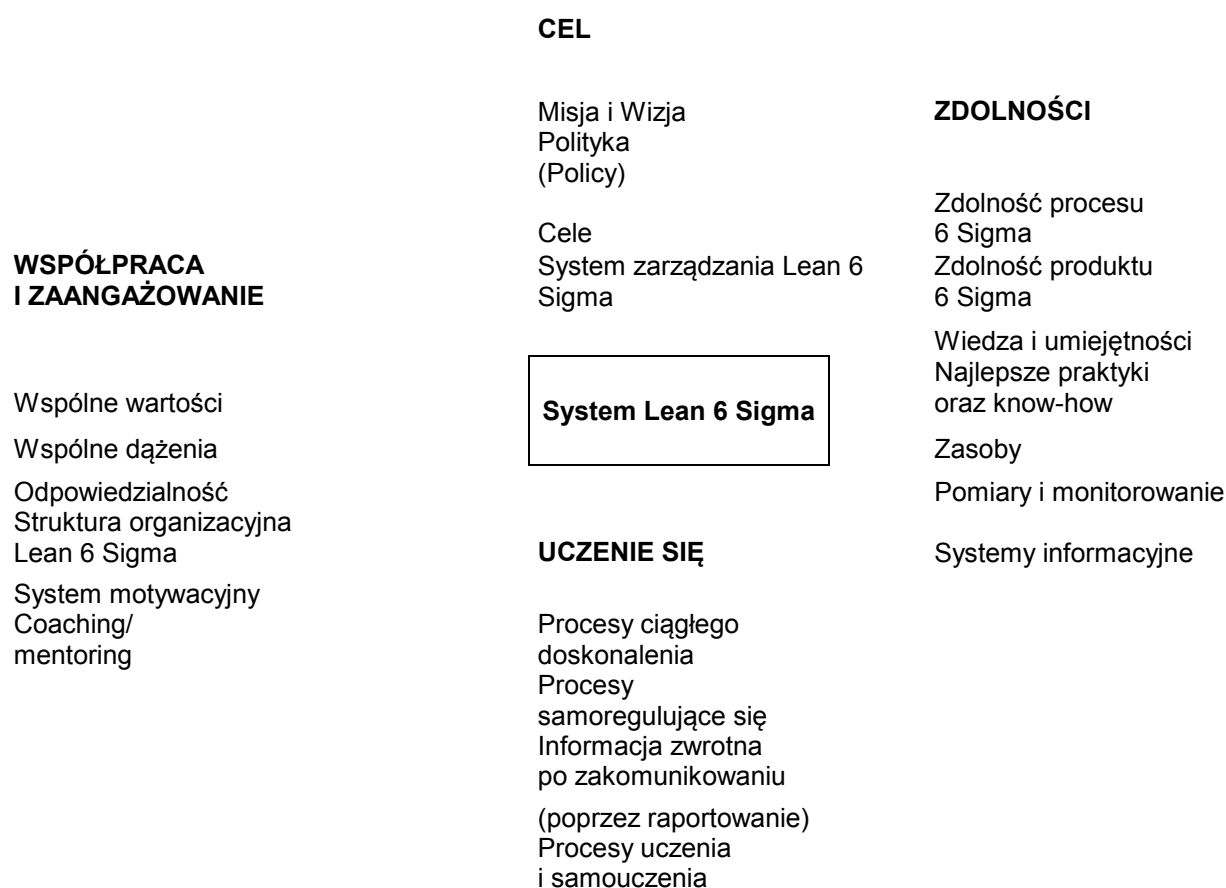 CEL
Misja i Wizja
Polityka
(Policy)
Cele
System zarządzania Lean 6
Sigma
ZDOLNOŚCI
Zdolność procesu
6 Sigma
Zdolność produktu
6 Sigma
Wiedza i umiejętności
Najlepsze praktyki
oraz know-how
Zasoby
Pomiary i monitorowanie
Systemy informacyjne
WSPÓŁPRACA
I ZAANGAŻOWANIE
Wspólne wartości
Wspólne dążenia
Odpowiedzialność
Struktura organizacyjna
Lean 6 Sigma
System motywacyjny
Coaching/
mentoring
System Lean 6 Sigma
UCZENIE SIĘ
Procesy ciągłego
doskonalenia
Procesy
samoregulujące się
Informacja zwrotna
po zakomunikowaniu
(poprzez raportowanie)
Procesy uczenia
i samouczenia